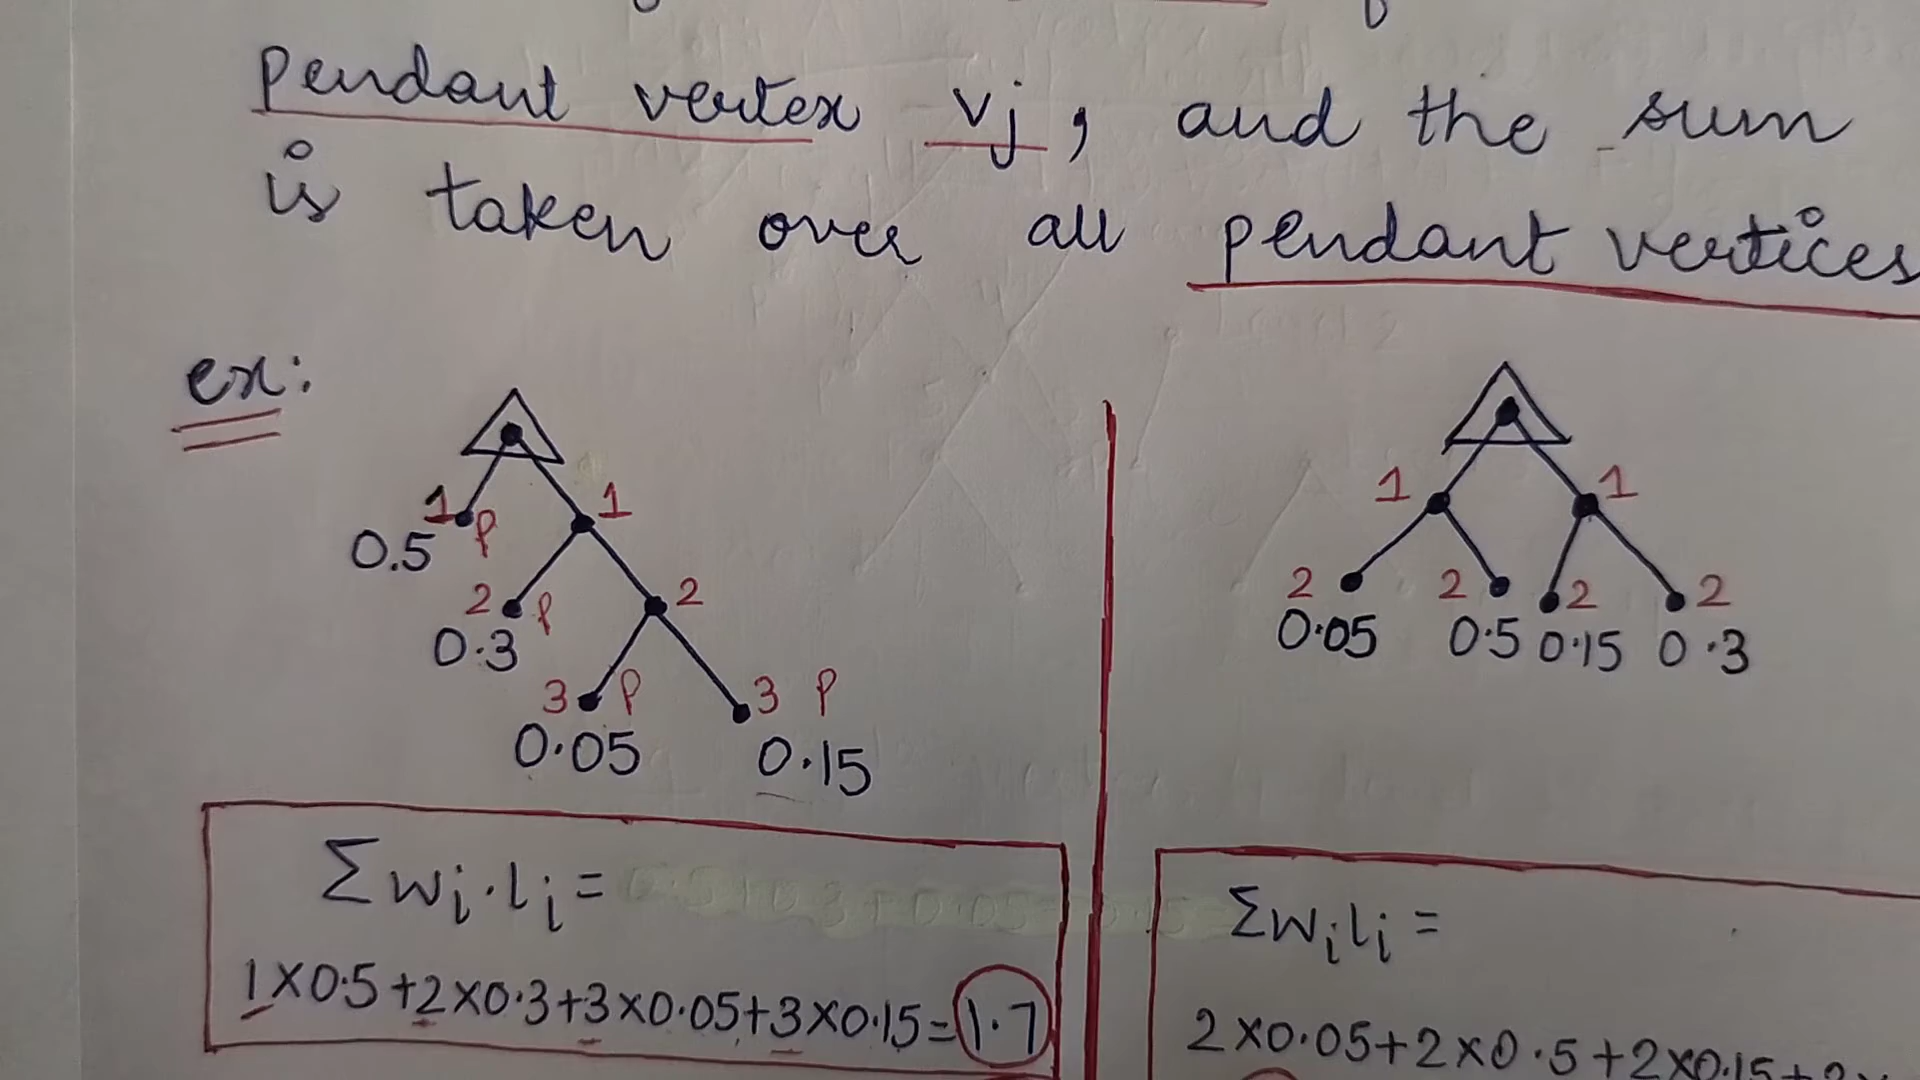 pendant vertex vj, and the sum
is taken over all pendant vertices
ex:
1 P 1
0.5
2 P 2
0.3
3 P 3 P
0.05 0.15
Σwi.li=
1×0.5+2×0.3+3×0.05+3×0.15=1.7
1 1
2 2 2 2
0.05 0.5 0.15 0.3
Σwili=
2×0.05+2×0.5+2×0.15+